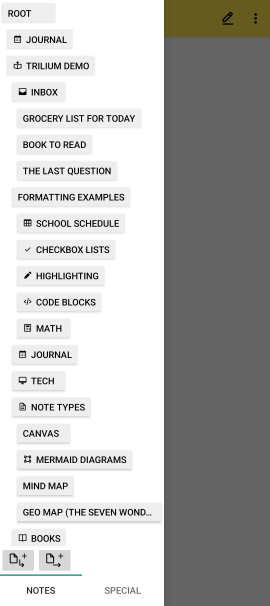 ROOT
JOURNAL
TRILIUM DEMO
INBOX
GROCERY LIST FOR TODAY
BOOK TO READ
THE LAST QUESTION
FORMATTING EXAMPLES
SCHOOL SCHEDULE
CHECKBOX LISTS
HIGHLIGHTING
CODE BLOCKS
MATH
JOURNAL
TECH
NOTE TYPES
CANVAS
MERMAID DIAGRAMS
MIND MAP
GEO MAP (THE SEVEN WOND...
BOOKS
NOTES SPECIAL